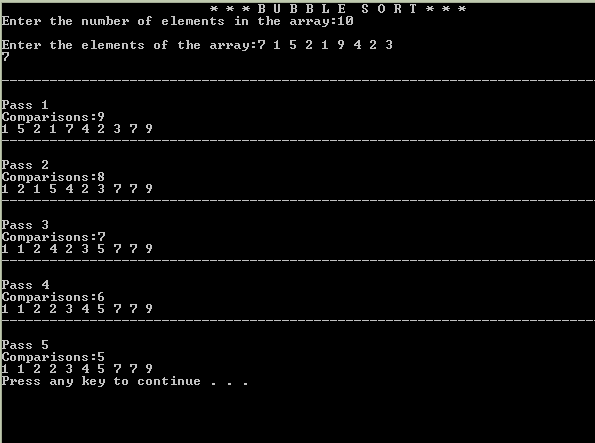 * * * B U B B L E   S O R T * * *
Enter the number of elements in the array:10
Enter the elements of the array:7 1 5 2 1 9 4 2 3
7
Pass 1
Comparisons:9
1 5 2 1 7 4 2 3 7 9
Pass 2
Comparisons:8
1 2 1 5 4 2 3 7 7 9
Pass 3
Comparisons:7
1 1 2 4 2 3 5 7 7 9
Pass 4
Comparisons:6
1 1 2 2 3 4 5 7 7 9
Pass 5
Comparisons:5
1 1 2 2 3 4 5 7 7 9
Press any key to continue . . .